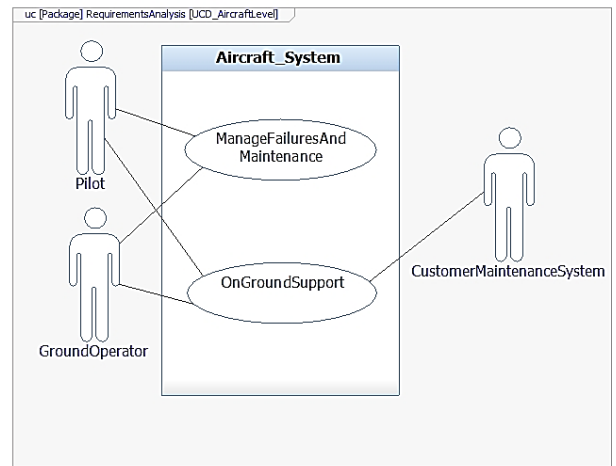 uc [Package] RequirementsAnalysis [UCD_AircraftLevel]
Aircraft_System
ManageFailuresAnd
Maintenance
Pilot
OnGroundSupport
CustomerMaintenanceSystem
GroundOperator